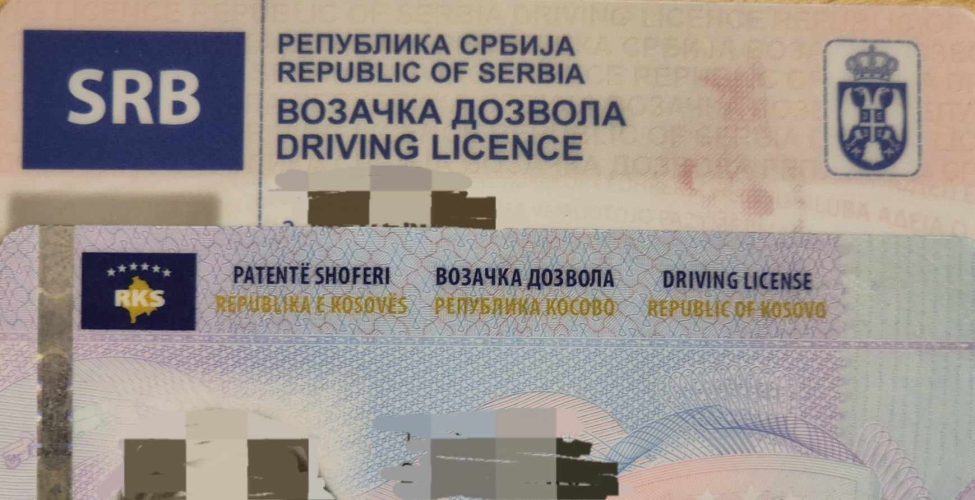 SRB
РЕПУБЛИКА СРБИЈА
REPUBLIC OF SERBIA
ВОЗАЧКА ДОЗВОЛА
DRIVING LICENCE
RKS
PATENTË SHOFERI ВОЗАЧКА ДОЗВОЛА DRIVING LICENSE
REPUBLIKA E KOSOVËS РЕПУБЛИКА КОСОВО REPUBLIC OF KOSOVO